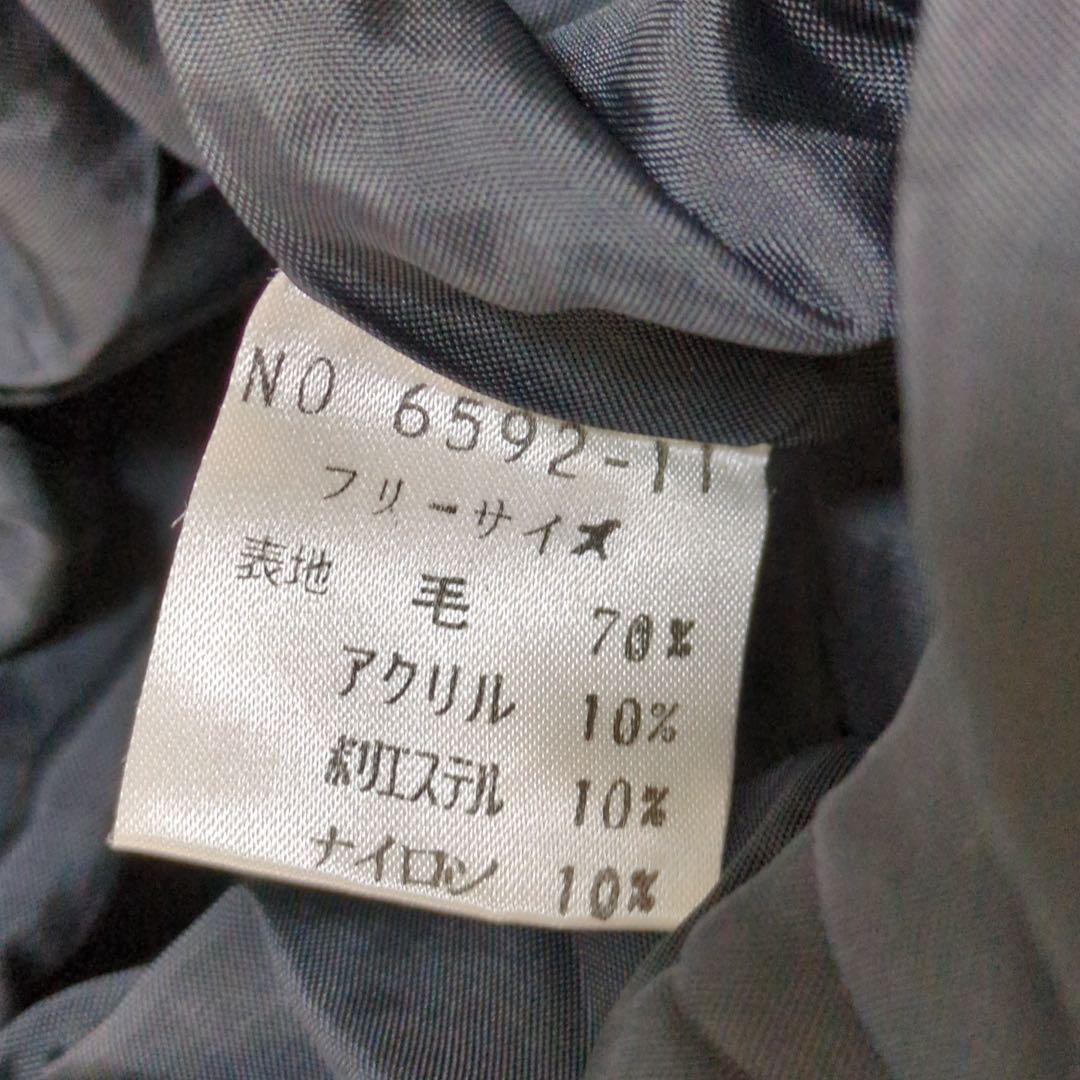 NO 6592-11
フリーサイズ
表地 毛 70%
アクリル 10%
ポリエステル 10%
ナイロン 10%